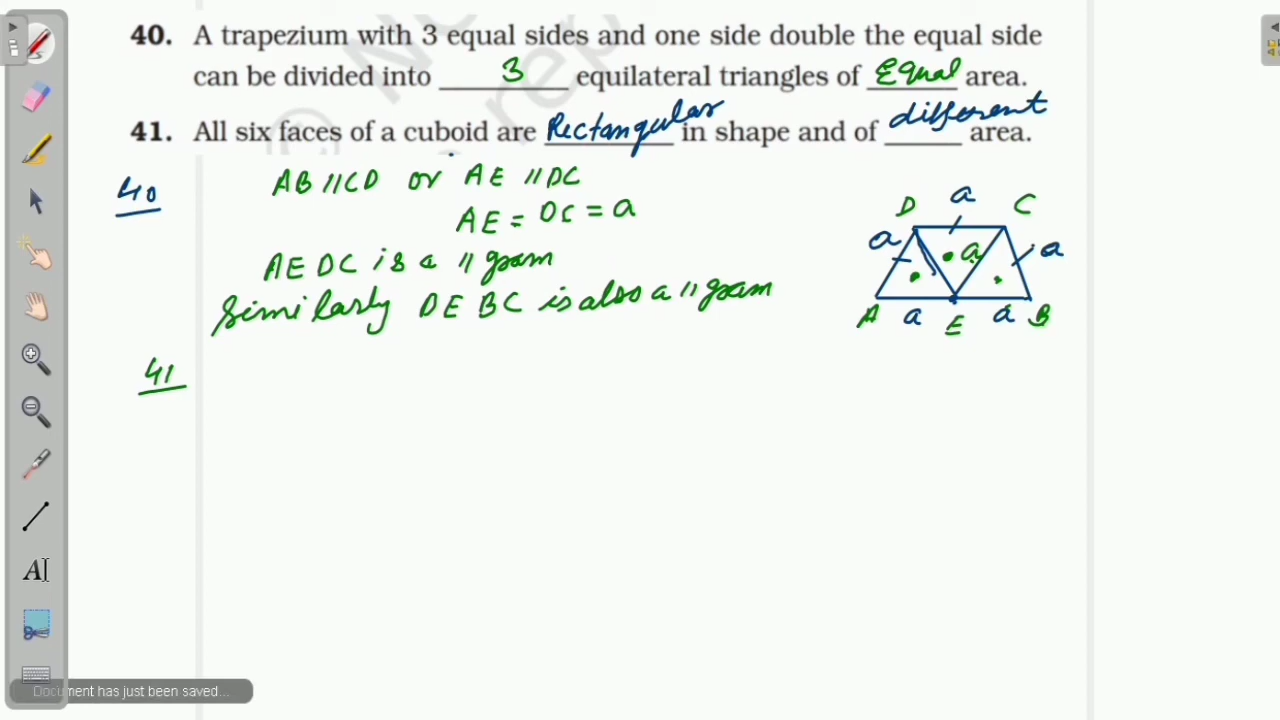 40. A trapezium with 3 equal sides and one side double the equal side
can be divided into 3 equilateral triangles of Equal area.
41. All six faces of a cuboid are Rectangular in shape and of different area.
40
AB//CD or AE//DC
AE = DC = a
AEDC is a //gram
Similarly DEBC is also a //gram
D a C
a a a
A a E a B
41
AI
Document has just been saved...